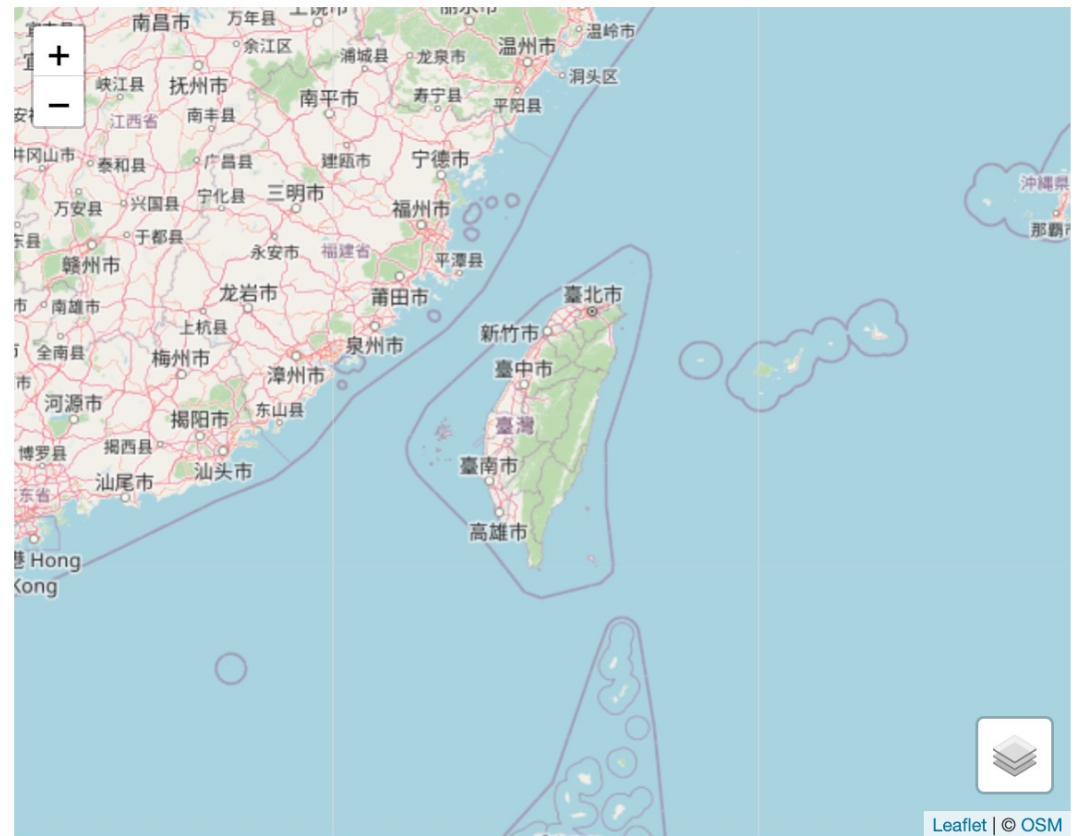 南昌市
万年县
余江区
浦城县
龙泉市
温州市
温岭市
洞头区
峡江县
抚州市
南平市
寿宁县
平阳县
江西省
南丰县
井冈山市
泰和县
广昌县
建瓯市
宁德市
沖縄県
万安县
兴国县
宁化县
三明市
福州市
于都县
永安市
福建省
平潭县
赣州市
龙岩市
莆田市
臺北市
南雄市
上杭县
新竹市
泉州市
全南县
梅州市
漳州市
臺中市
河源市
揭阳市
东山县
臺灣
博罗县
揭西县
汕头市
臺南市
汕尾市
高雄市
港 Hong
Kong
+
−
Leaflet | © OSM